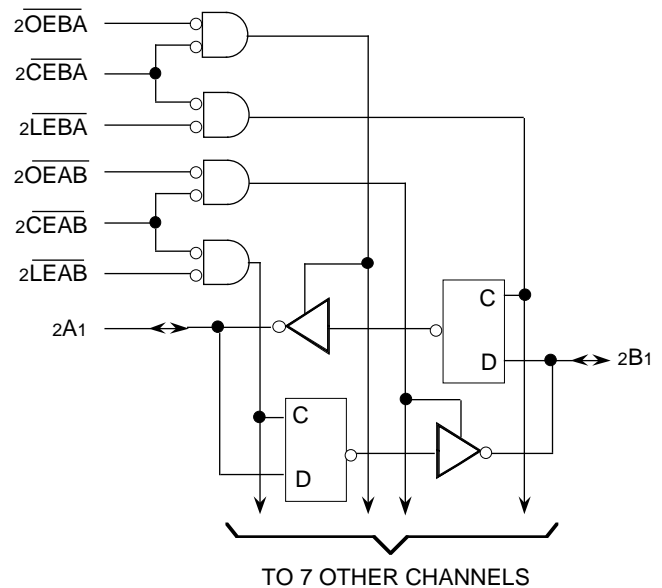 2OEBA
2CEBA
2LEBA
2OEAB
2CEAB
2LEAB
C
2A1
D
2B1
C
D
TO 7 OTHER CHANNELS